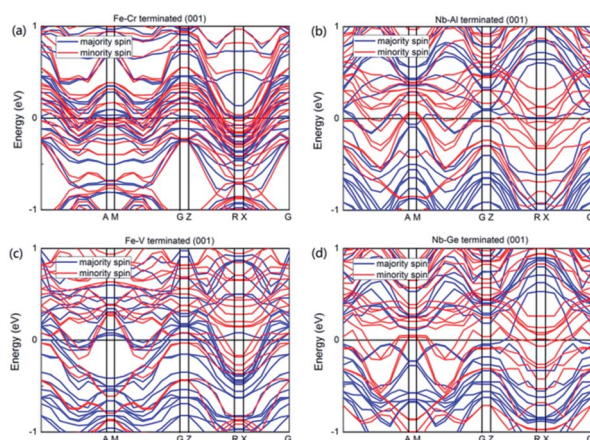 Fe-Cr terminated (001)
(a)
majority spin
minority spin
Energy (eV)
1
0
-1
A M G Z R X G
Nb-Al terminated (001)
(b)
majority spin
minority spin
Energy (eV)
1
0
-1
A M G Z R X
Fe-V terminated (001)
(c)
majority spin
minority spin
Energy (eV)
1
0
-1
A M G Z R X G
Nb-Ge terminated (001)
(d)
majority spin
minority spin
Energy (eV)
1
0
-1
A M G Z R X